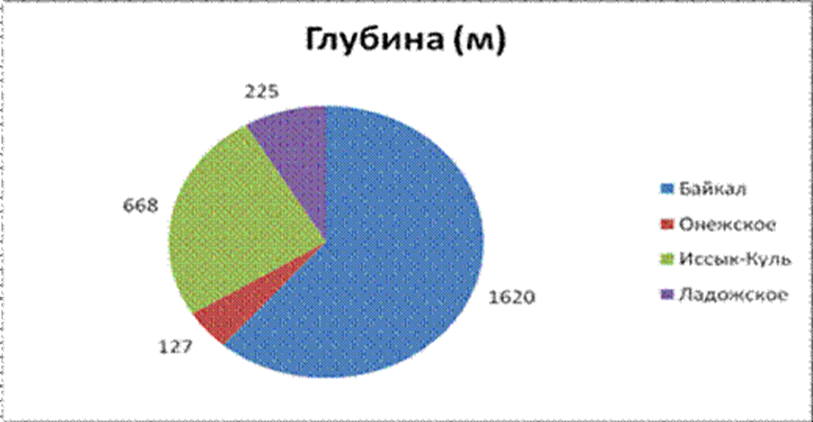 Глубина (м)
225
668
127
1620
Байкал
Онежское
Иссык-Куль
Ладожское